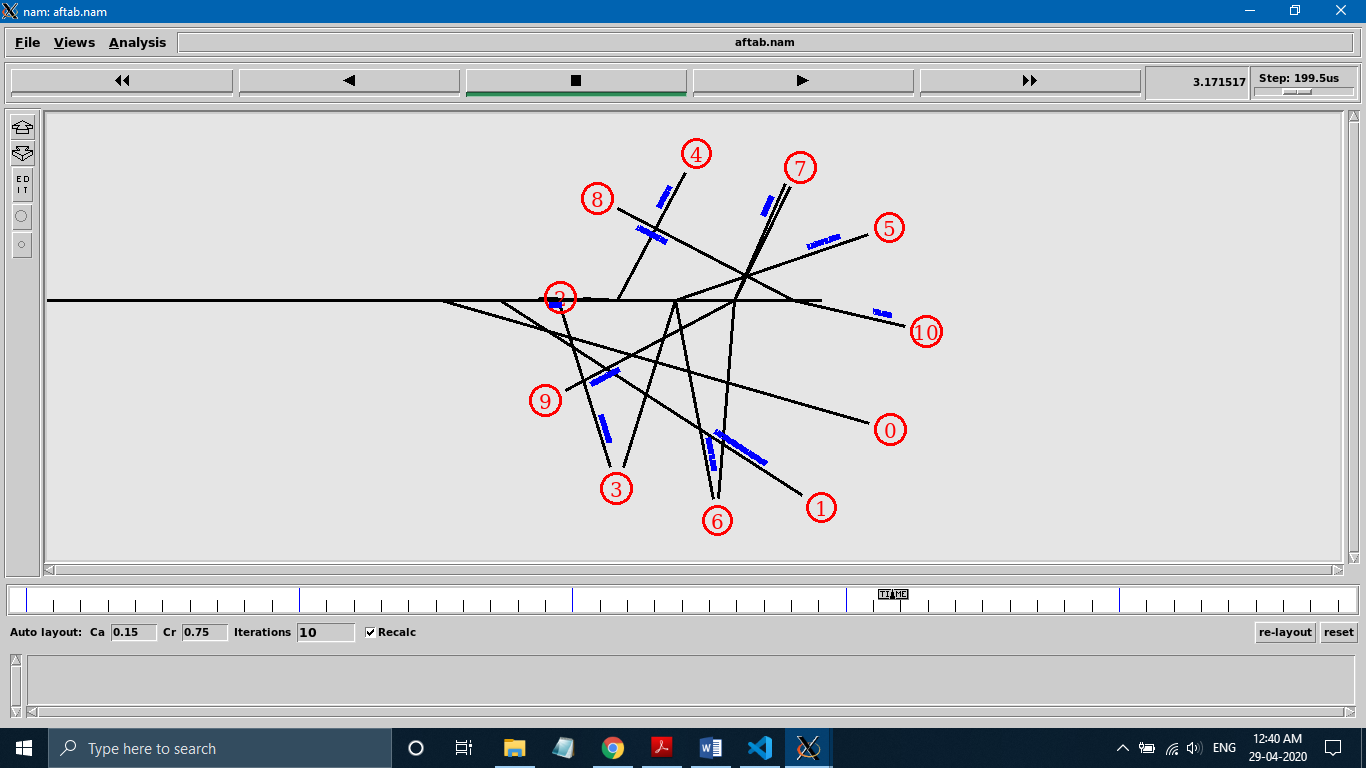 nam: aftab.nam
File Views Analysis aftab.nam
3.171517 Step: 199.5us
ED
IT
4
7
8
5
2
10
9
0
3
1
6
TIME
Auto layout: Ca 0.15 Cr 0.75 Iterations 10 Recalc re-layout reset
Type here to search
ENG
12:40 AM
29-04-2020